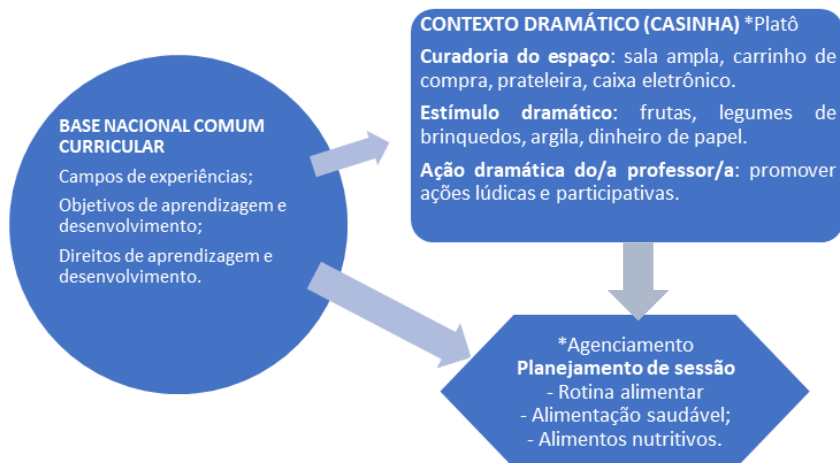 BASE NACIONAL COMUM
CURRICULAR
Campos de experiências;
Objetivos de aprendizagem e
desenvolvimento;
Direitos de aprendizagem e
desenvolvimento.
CONTEXTO DRAMÁTICO (CASINHA) *Platô
Curadoria do espaço: sala ampla, carrinho de
compra, prateleira, caixa eletrônico.
Estímulo dramático: frutas, legumes de
brinquedos, argila, dinheiro de papel.
Ação dramática do/a professor/a: promover
ações lúdicas e participativas.
*Agenciamento
Planejamento de sessão
- Rotina alimentar
- Alimentação saudável;
- Alimentos nutritivos.